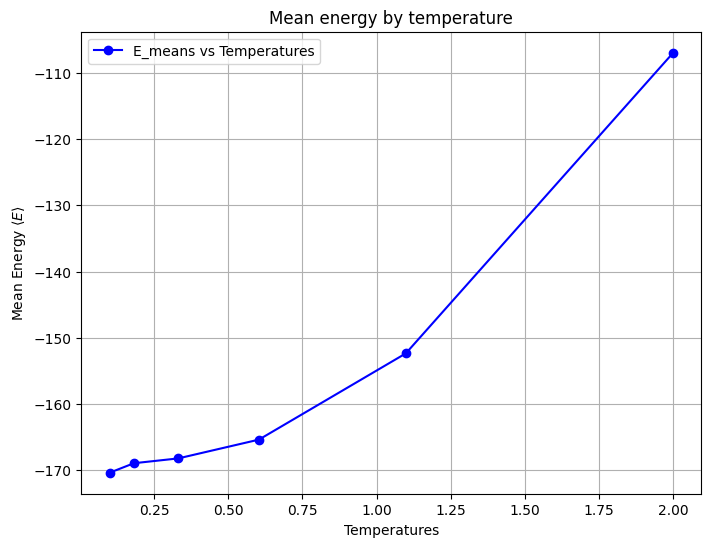 Mean energy by temperature
E_means vs Temperatures
Mean Energy ⟨E⟩
−110
−120
−130
−140
−150
−160
−170
0.25 0.50 0.75 1.00 1.25 1.50 1.75 2.00
Temperatures